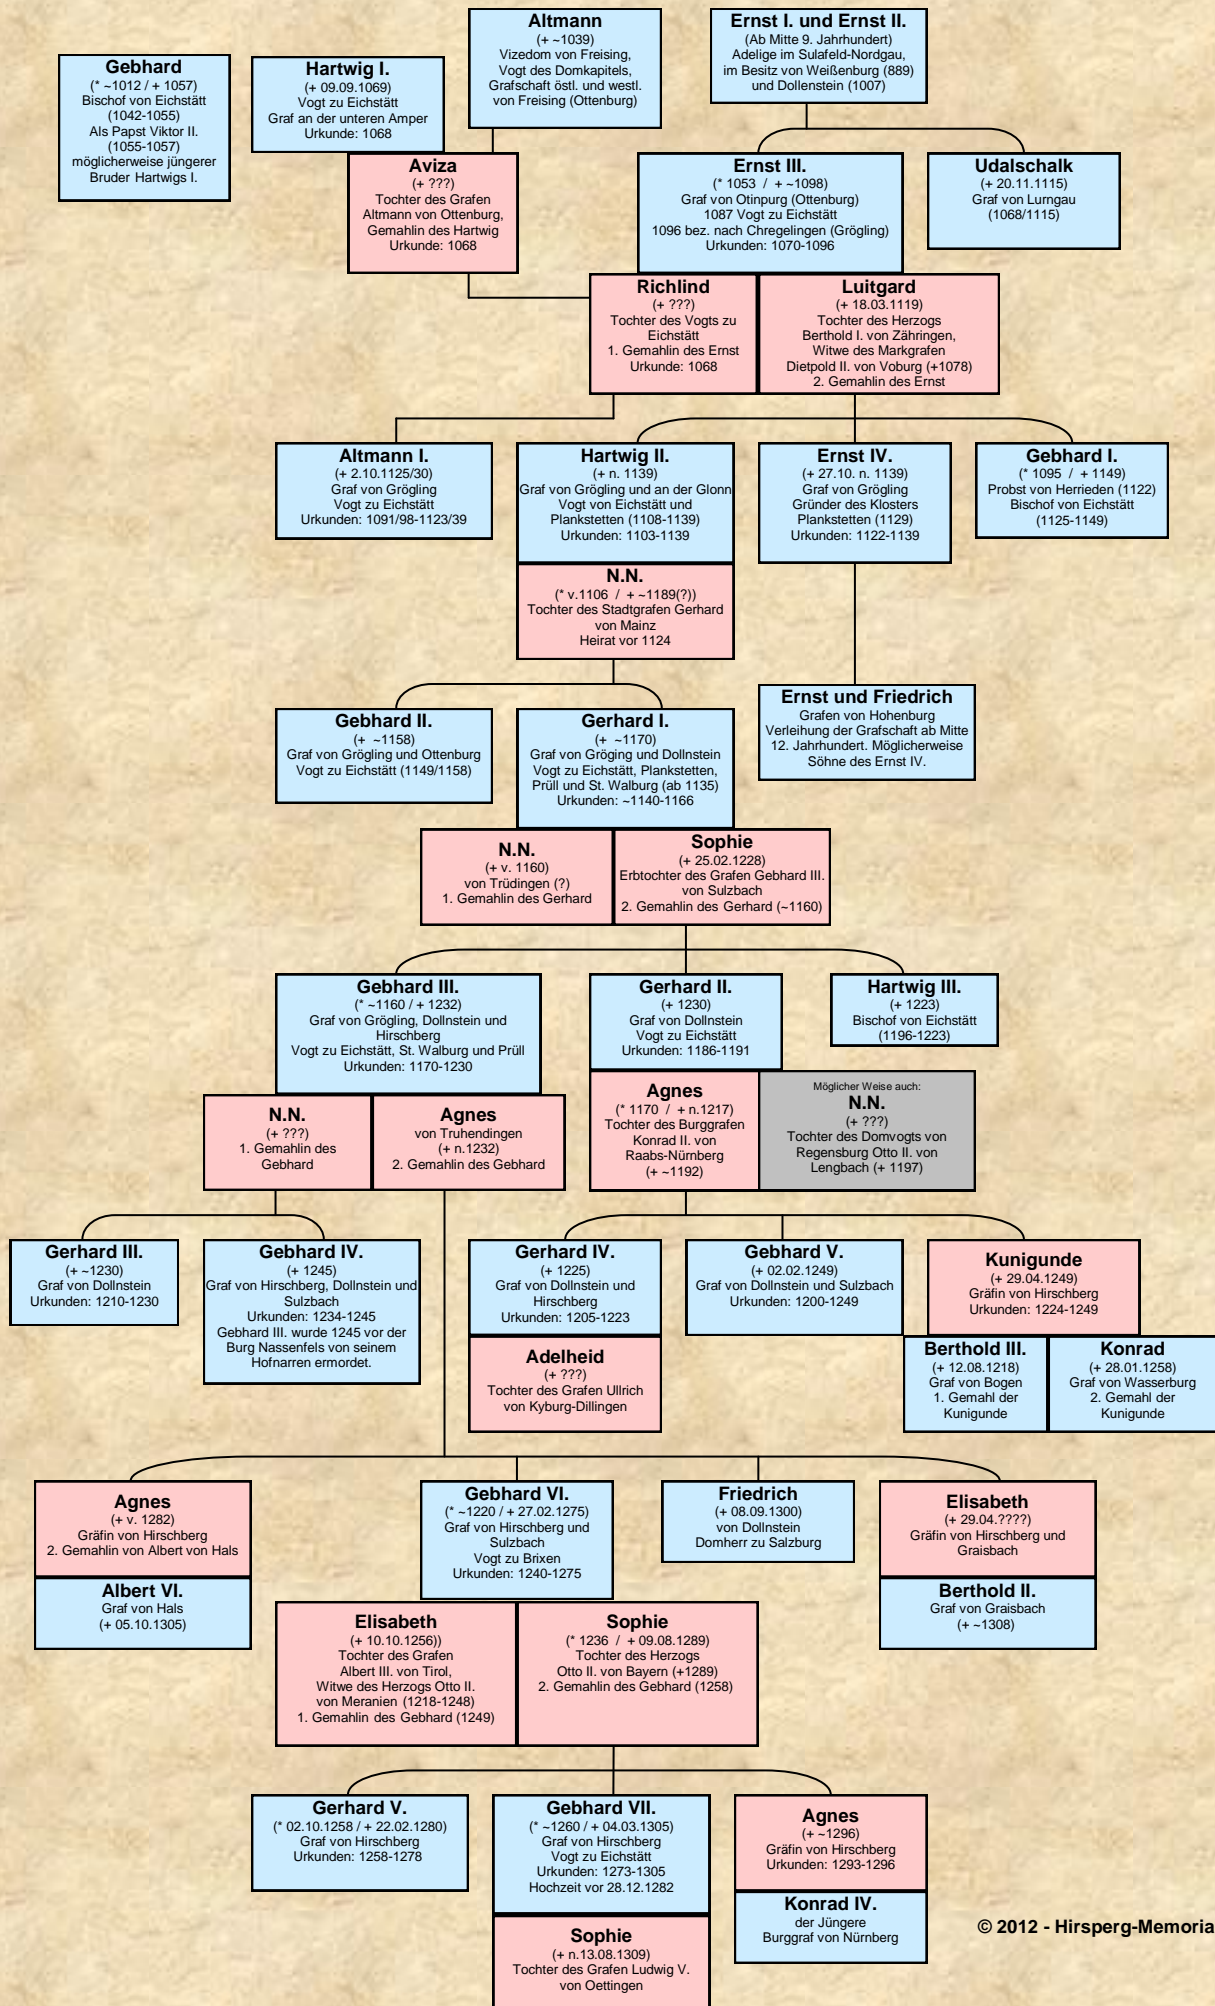 Altmann
(+ ~1039)
Vizedom von Freising,
Vogt des Domkapitels,
Grafschaft östl. und westl.
von Freising (Ottenburg)
Ernst I. und Ernst II.
(Ab Mitte 9. Jahrhundert)
Adelige im Sulafeld-Nordgau,
im Besitz von Weißenburg (889)
und Dollenstein (1007)
Gebhard
(* ~1012 / + 1057)
Bischof von Eichstätt
(1042-1055)
Als Papst Viktor II.
(1055-1057)
möglicherweise jüngerer
Bruder Hartwigs I.
Hartwig I.
(+ 09.09.1069)
Vogt zu Eichstätt
Graf an der unteren Amper
Urkunde: 1068
Aviza
(+ ???)
Tochter des Grafen
Altmann von Ottenburg,
Gemahlin des Hartwig
Urkunde: 1068
Ernst III.
(* 1053 / + ~1098)
Graf von Otinpurg (Ottenburg)
1087 Vogt zu Eichstätt
1096 bez. nach Chregelingen (Grögling)
Urkunden: 1070-1096
Udalschalk
(+ 20.11.1115)
Graf von Lurngau
(1068/1115)
Richlind
(+ ???)
Tochter des Vogts zu
Eichstätt
1. Gemahlin des Ernst
Urkunde: 1068
Luitgard
(+ 18.03.1119)
Tochter des Herzogs
Berthold I. von Zähringen,
Witwe des Markgrafen
Dietpold II. von Voburg (+1078)
2. Gemahlin des Ernst
Altmann I.
(+ 2.10.1125/30)
Graf von Grögling
Vogt zu Eichstätt
Urkunden: 1091/98-1123/39
Hartwig II.
(+ n. 1139)
Graf von Grögling und an der Glonn
Vogt von Eichstätt und
Plankstetten (1108-1139)
Urkunden: 1103-1139
Ernst IV.
(+ 27.10. n. 1139)
Graf von Grögling
Gründer des Klosters
Plankstetten (1129)
Urkunden: 1122-1139
Gebhard I.
(* 1095 / + 1149)
Probst von Herrieden (1122)
Bischof von Eichstätt
(1125-1149)
N.N.
(* v.1106 / + ~1189(?))
Tochter des Stadtgrafen Gerhard
von Mainz
Heirat vor 1124
Gebhard II.
(+ ~1158)
Graf von Grögling und Ottenburg
Vogt zu Eichstätt (1149/1158)
Gerhard I.
(+ ~1170)
Graf von Gröging und Dollnstein
Vogt zu Eichstätt, Plankstetten,
Prüll und St. Walburg (ab 1135)
Urkunden: ~1140-1166
Ernst und Friedrich
Grafen von Hohenburg
Verleihung der Grafschaft ab Mitte
12. Jahrhundert. Möglicherweise
Söhne des Ernst IV.
N.N.
(+ v. 1160)
von Trüdingen (?)
1. Gemahlin des Gerhard
Sophie
(+ 25.02.1228)
Erbtochter des Grafen Gebhard III.
von Sulzbach
2. Gemahlin des Gerhard (~1160)
Gebhard III.
(* ~1160 / + 1232)
Graf von Grögling, Dollnstein und
Hirschberg
Vogt zu Eichstätt, St. Walburg und Prüll
Urkunden: 1170-1230
Gerhard II.
(+ 1230)
Graf von Dollnstein
Vogt zu Eichstätt
Urkunden: 1186-1191
Hartwig III.
(+ 1223)
Bischof von Eichstätt
(1196-1223)
N.N.
(+ ???)
1. Gemahlin des
Gebhard
Agnes
von Truhendingen
(+ n.1232)
2. Gemahlin des Gebhard
Agnes
(* 1170 / + n.1217)
Tochter des Burggrafen
Konrad II. von
Raabs-Nürnberg
(+ ~1192)
Möglicher Weise auch:
N.N.
(+ ???)
Tochter des Domvogts von
Regensburg Otto II. von
Lengbach (+ 1197)
Gerhard III.
(+ ~1230)
Graf von Dollnstein
Urkunden: 1210-1230
Gebhard IV.
(+ 1245)
Graf von Hirschberg, Dollnstein und
Sulzbach
Urkunden: 1234-1245
Gebhard III. wurde 1245 vor der
Burg Nassenfels von seinem
Hofnarren ermordet.
Gerhard IV.
(+ 1225)
Graf von Dollnstein und
Hirschberg
Urkunden: 1205-1223
Gebhard V.
(+ 02.02.1249)
Graf von Dollnstein und Sulzbach
Urkunden: 1200-1249
Kunigunde
(+ 29.04.1249)
Gräfin von Hirschberg
Urkunden: 1224-1249
Adelheid
(+ ???)
Tochter des Grafen Ullrich
von Kyburg-Dillingen
Berthold III.
(+ 12.08.1218)
Graf von Bogen
1. Gemahl der
Kunigunde
Konrad
(+ 28.01.1258)
Graf von Wasserburg
2. Gemahl der
Kunigunde
Agnes
(+ v. 1282)
Gräfin von Hirschberg
2. Gemahlin von Albert von Hals
Gebhard VI.
(* ~1220 / + 27.02.1275)
Graf von Hirschberg und
Sulzbach
Vogt zu Brixen
Urkunden: 1240-1275
Friedrich
(+ 08.09.1300)
von Dollnstein
Domherr zu Salzburg
Elisabeth
(+ 29.04.????)
Gräfin von Hirschberg und
Graisbach
Albert VI.
Graf von Hals
(+ 05.10.1305)
Berthold II.
Graf von Graisbach
(+ ~1308)
Elisabeth
(+ 10.10.1256))
Tochter des Grafen
Albert III. von Tirol,
Witwe des Herzogs Otto II.
von Meranien (1218-1248)
1. Gemahlin des Gebhard (1249)
Sophie
(* 1236 / + 09.08.1289)
Tochter des Herzogs
Otto II. von Bayern (+1289)
2. Gemahlin des Gebhard (1258)
Gerhard V.
(* 02.10.1258 / + 22.02.1280)
Graf von Hirschberg
Urkunden: 1258-1278
Gebhard VII.
(* ~1260 / + 04.03.1305)
Graf von Hirschberg
Vogt zu Eichstätt
Urkunden: 1273-1305
Hochzeit vor 28.12.1282
Agnes
(+ ~1296)
Gräfin von Hirschberg
Urkunden: 1293-1296
Konrad IV.
der Jüngere
Burggraf von Nürnberg
Sophie
(+ n.13.08.1309)
Tochter des Grafen Ludwig V.
von Oettingen
© 2012 - Hirsperg-Memoria